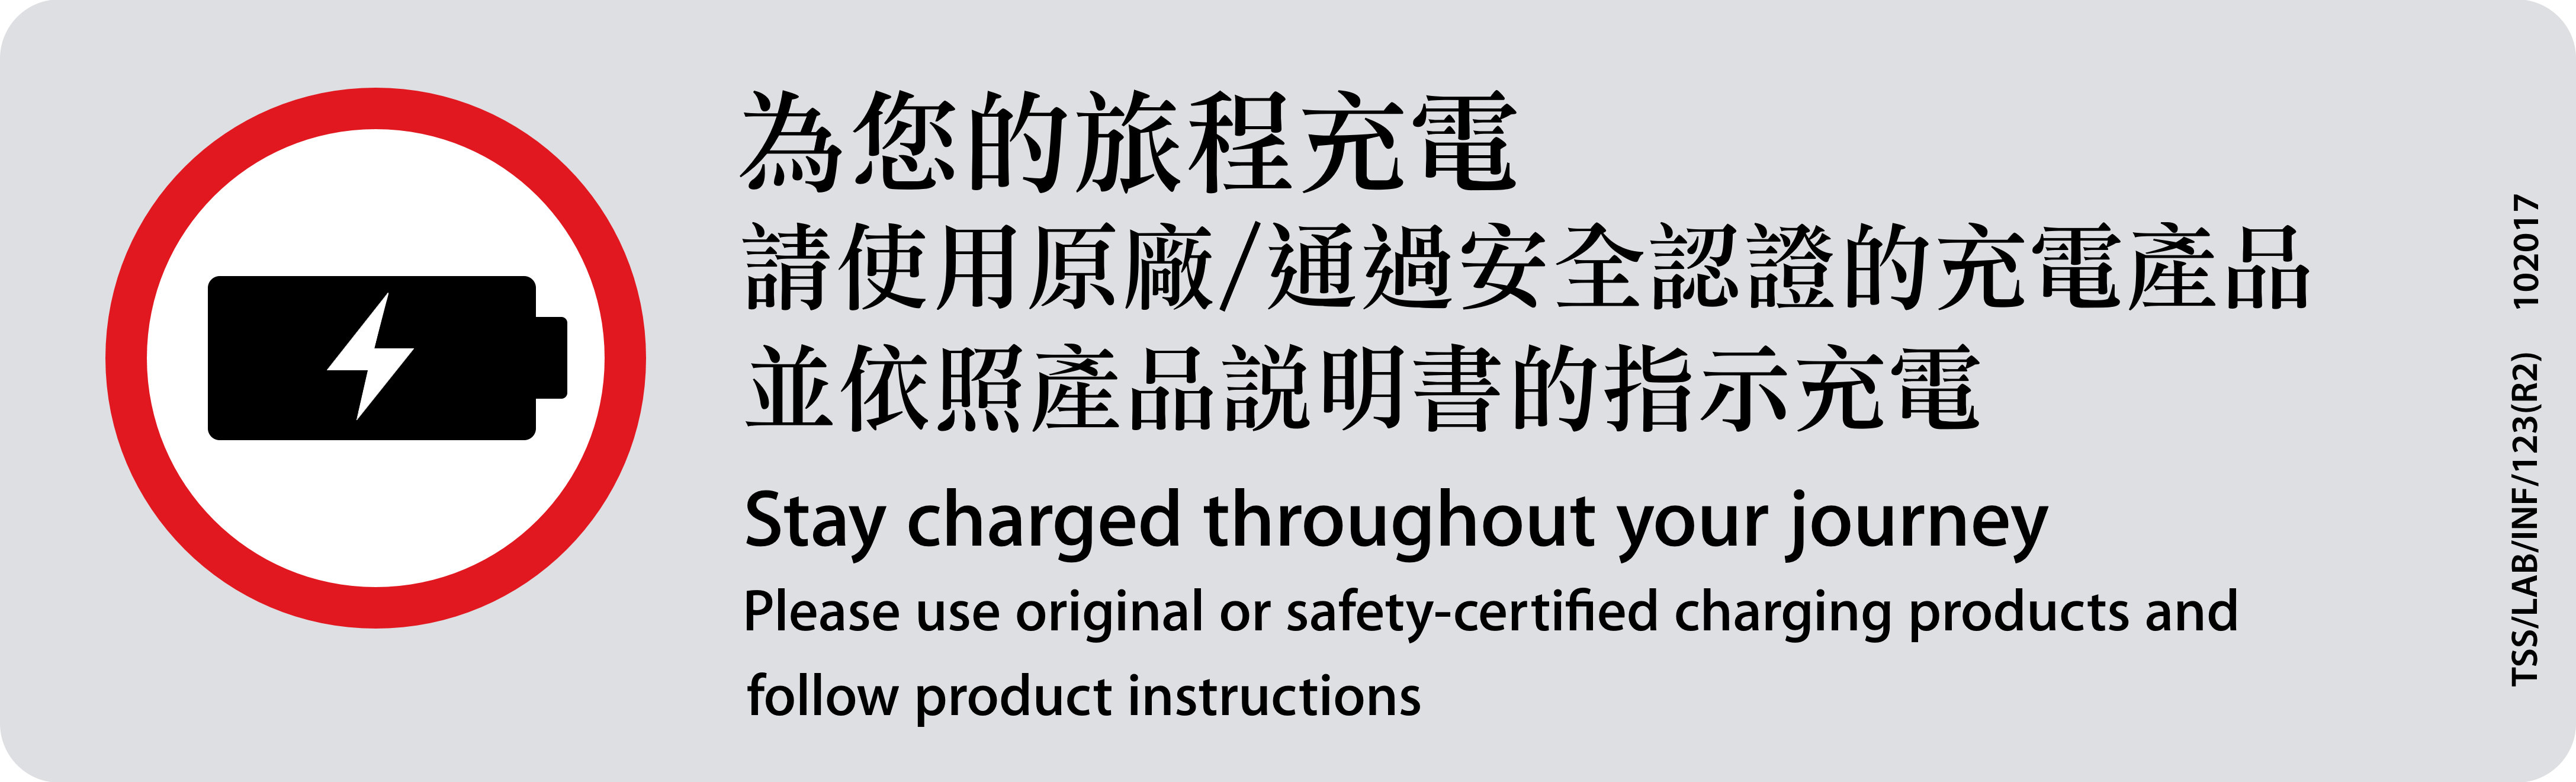 為您的旅程充電
請使用原廠/通過安全認證的充電產品
並依照產品説明書的指示充電
Stay charged throughout your journey
Please use original or safety-certified charging products and
follow product instructions
TSS/LAB/INF/123(R2) 102017